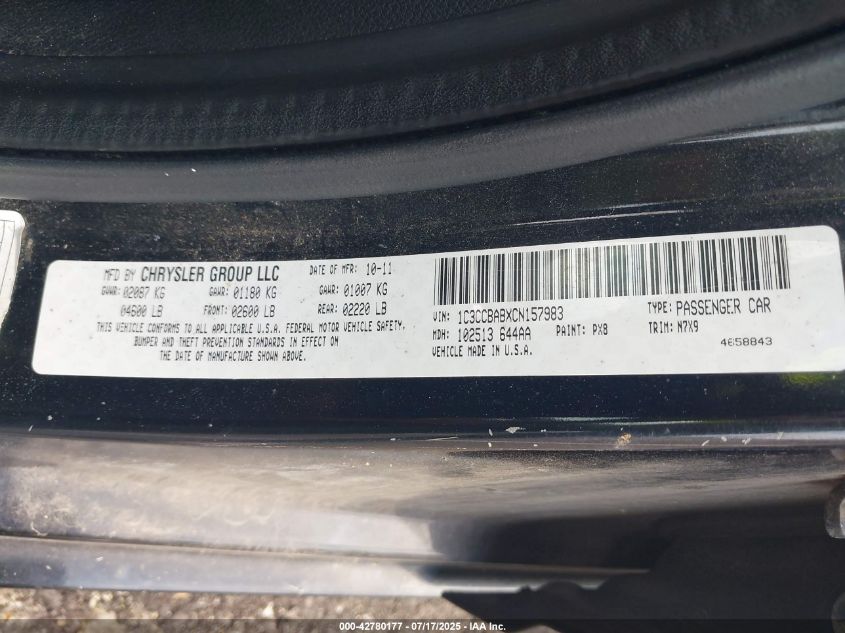 MFD BY CHRYSLER GROUP LLC DATE OF MFR: 10-11
GVWR: 02087 KG GAWR: 01180 KG GAWR: 01007 KG
04600 LB FRONT: 02600 LB REAR: 02220 LB
THIS VEHICLE CONFORMS TO ALL APPLICABLE U.S.A. FEDERAL MOTOR VEHICLE SAFETY,
BUMPER AND THEFT PREVENTION STANDARDS IN EFFECT ON
THE DATE OF MANUFACTURE SHOWN ABOVE.
VIN: 1C3CCBABXCN157983 TYPE: PASSENGER CAR
MDH: 102513 644AA PAINT: PX8 TRIM: N7X9
VEHICLE MADE IN U.S.A. 4658843
000-42780177 - 07/17/2025 - © IAA Inc.